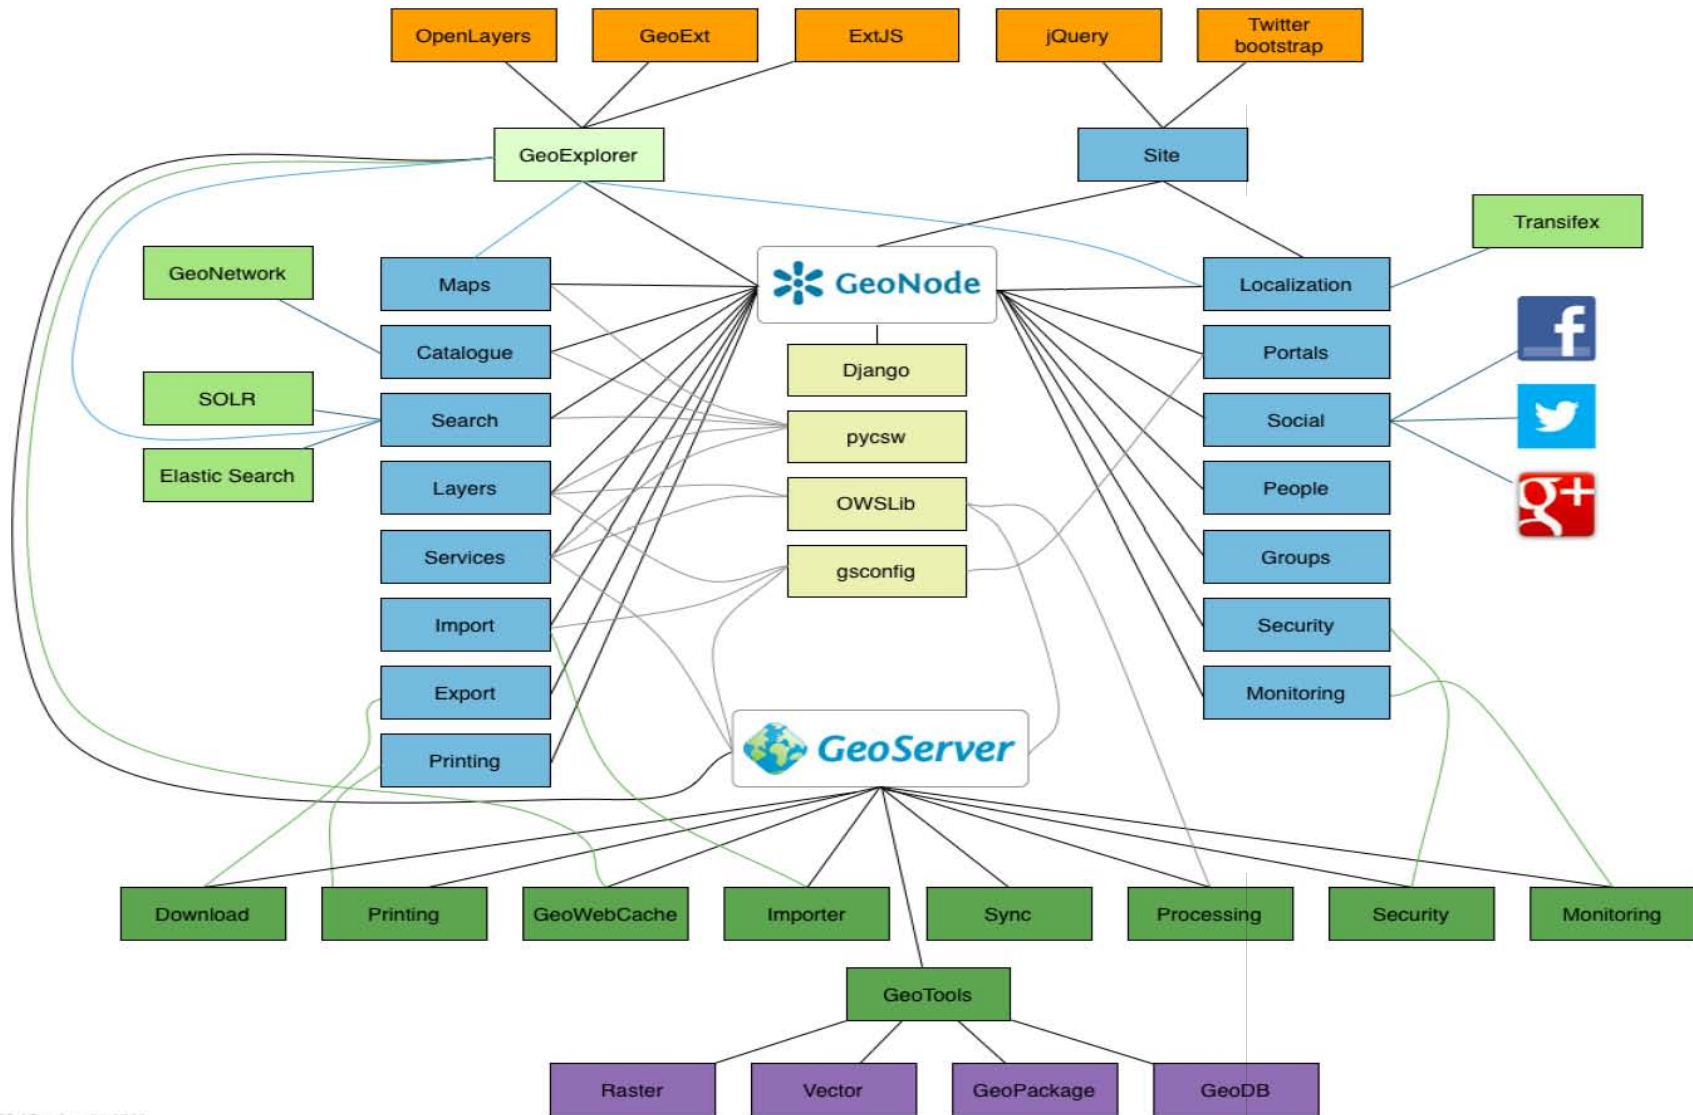 OpenLayers
GeoExt
ExtJS
jQuery
Twitter
bootstrap
GeoExplorer
Site
Transifex
GeoNetwork
Maps
GeoNode
Localization
Catalogue
Django
Portals
SOLR
Search
pycsw
Social
Elastic Search
Layers
OWSLib
People
g+
Services
gsconfig
Groups
Import
Security
Export
Monitoring
Printing
GeoServer
Download
Printing
GeoWebCache
Importer
Sync
Processing
Security
Monitoring
GeoTools
Raster
Vector
GeoPackage
GeoDB